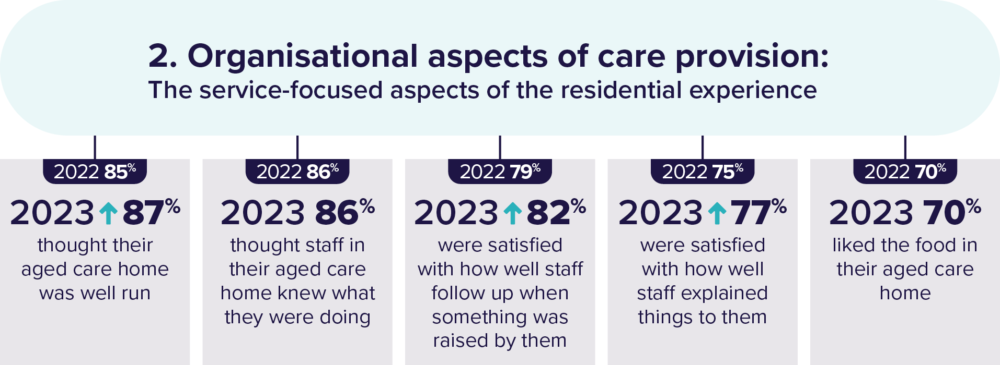 2. Organisational aspects of care provision:
The service-focused aspects of the residential experience
2022 85%
2023 ↑ 87%
thought their
aged care home
was well run
2022 86%
2023 86%
thought staff in
their aged care
home knew what
they were doing
2022 79%
2023 ↑ 82%
were satisfied
with how well staff
follow up when
something was
raised by them
2022 75%
2023 ↑ 77%
were satisfied
with how well
staff explained
things to them
2022 70%
2023 70%
liked the food in
their aged care
home